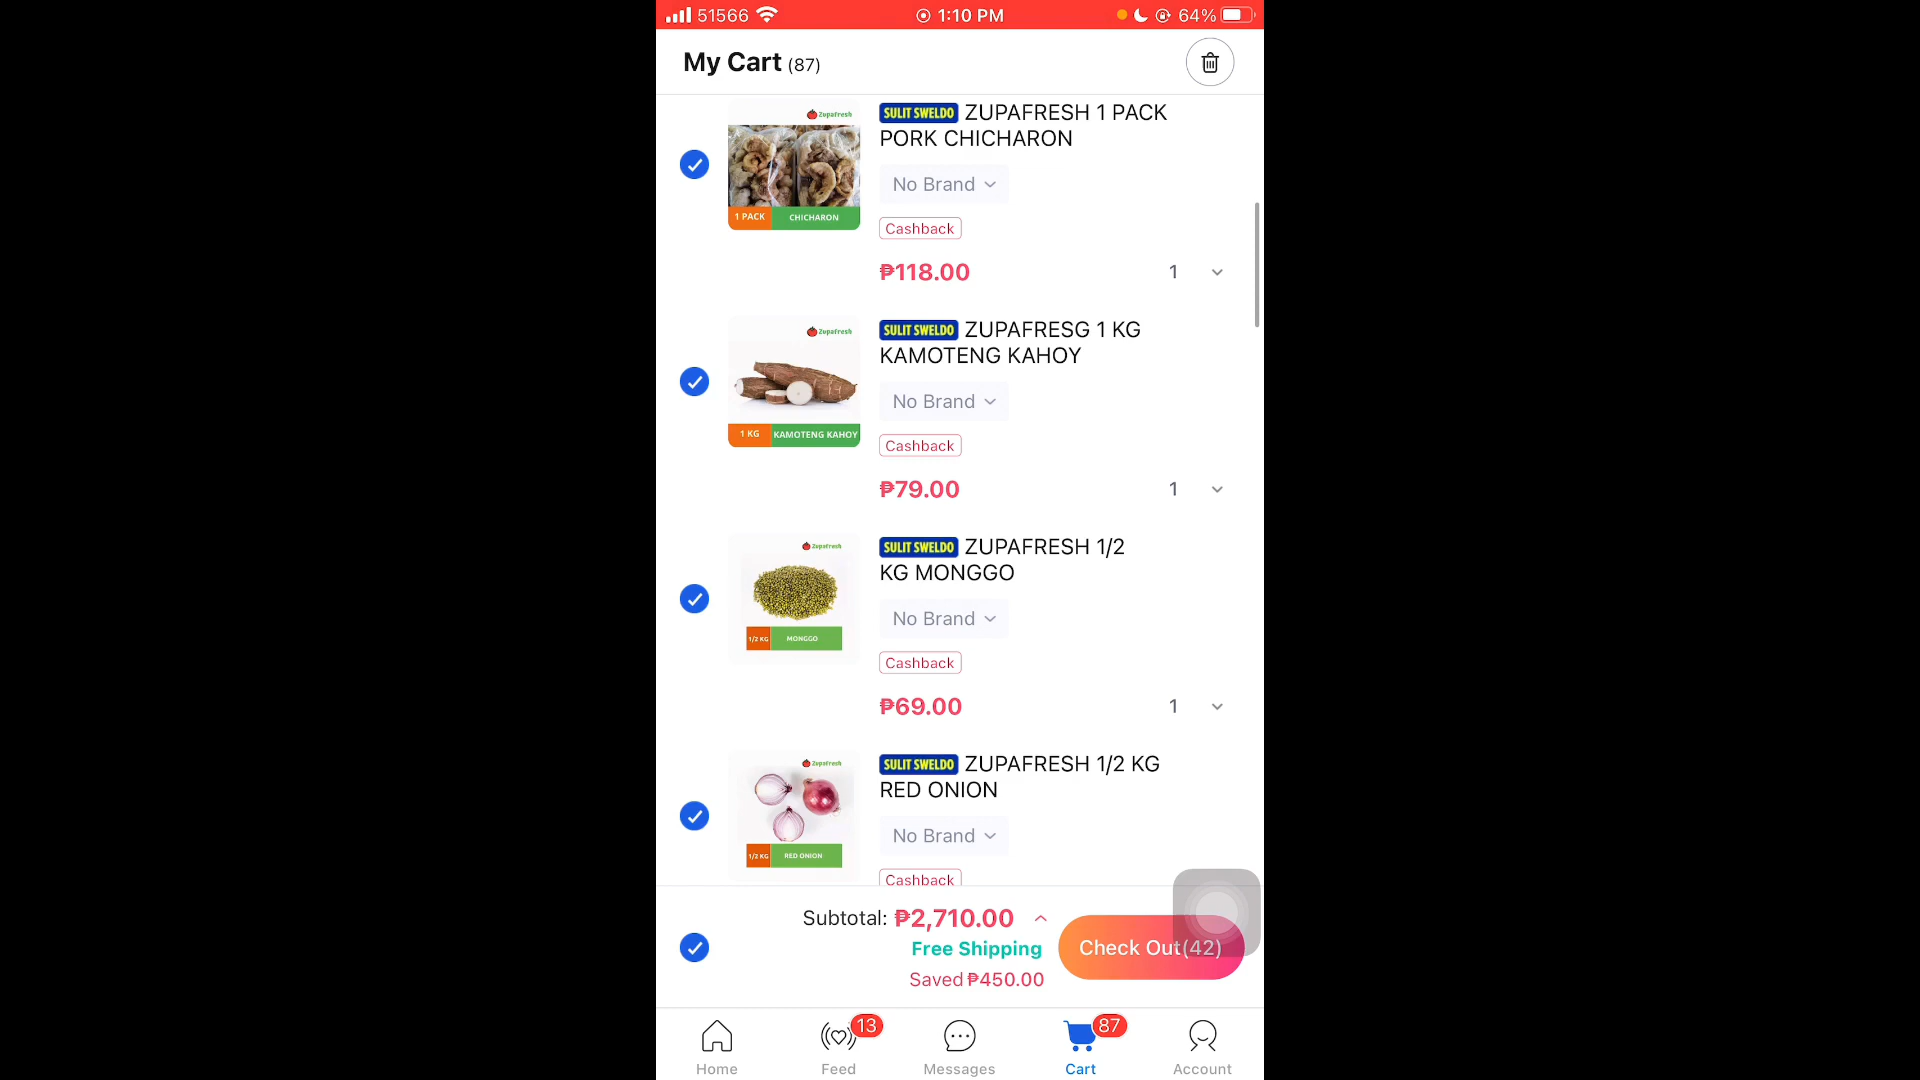 51566 1:10 PM 64%
My Cart (87)
Zupafresh
1 PACK CHICHARON
SULIT SWELDO ZUPAFRESH 1 PACK
PORK CHICHARON
No Brand
Cashback
₱118.00 1
Zupafresh
1 KG KAMOTENG KAHOY
SULIT SWELDO ZUPAFRESG 1 KG
KAMOTENG KAHOY
No Brand
Cashback
₱79.00 1
Zupafresh
1/2 KG MONGGO
SULIT SWELDO ZUPAFRESH 1/2
KG MONGGO
No Brand
Cashback
₱69.00 1
Zupafresh
1/2 KG RED ONION
SULIT SWELDO ZUPAFRESH 1/2 KG
RED ONION
No Brand
Cashback
Subtotal: ₱2,710.00
Free Shipping
Saved ₱450.00
Check Out(42)
13 87
Home Feed Messages Cart Account